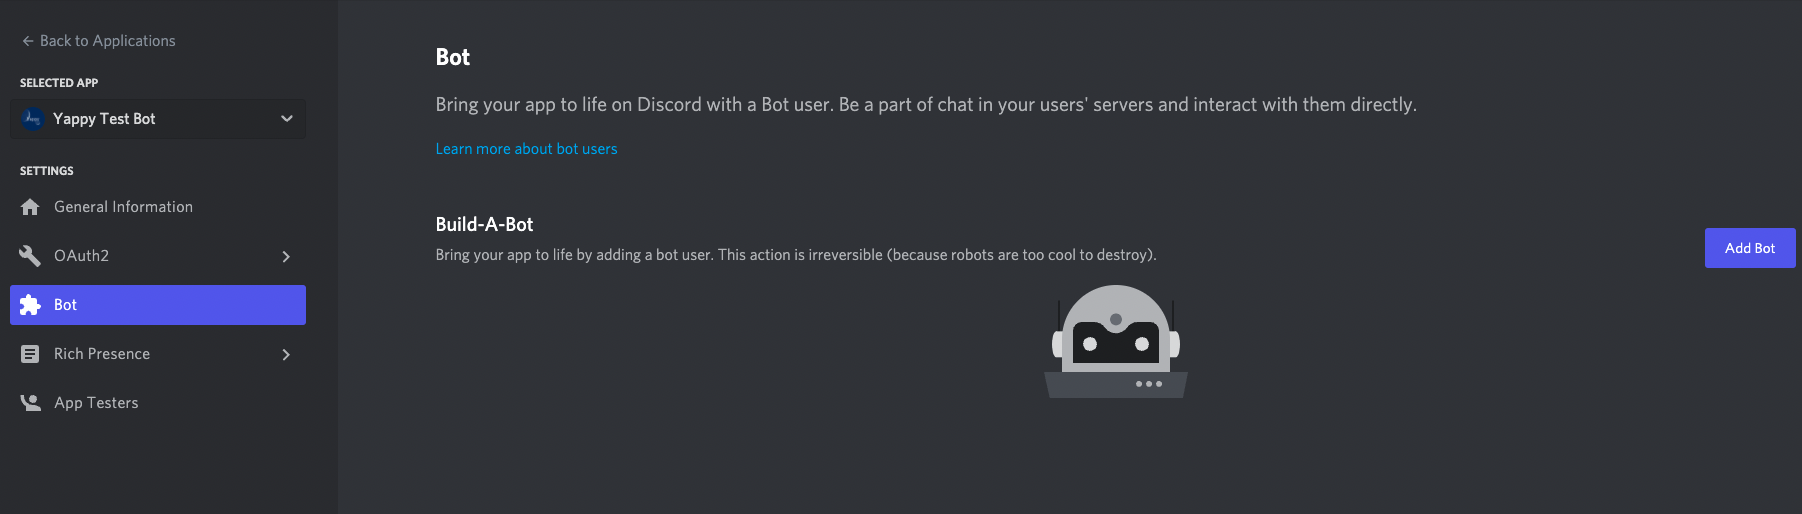 ← Back to Applications
SELECTED APP
Yappy Test Bot
SETTINGS
General Information
OAuth2
Bot
Rich Presence
App Testers
Bot
Bring your app to life on Discord with a Bot user. Be a part of chat in your users' servers and interact with them directly.
Learn more about bot users
Build-A-Bot
Bring your app to life by adding a bot user. This action is irreversible (because robots are too cool to destroy).
Add Bot